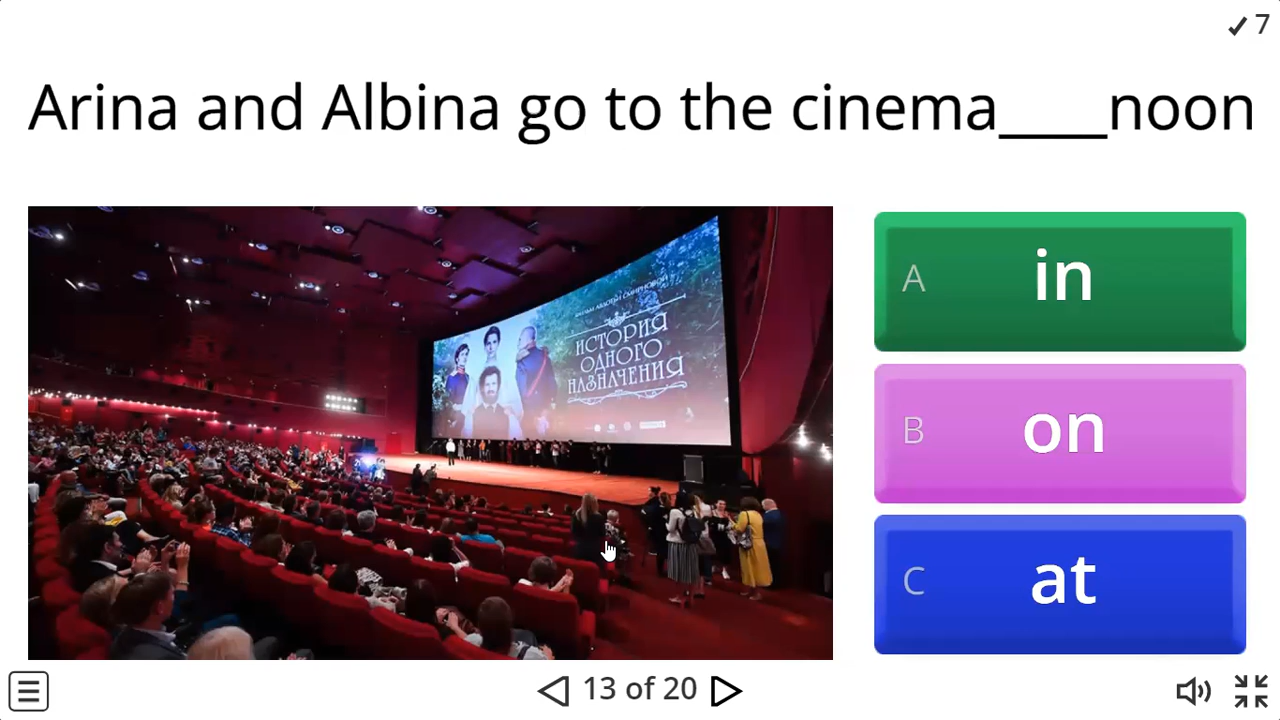 ✓ 7
Arina and Albina go to the cinema____noon
ИСТОРИЯ
ОДНОГО
НАЗНАЧЕНИЯ
A in
B on
C at
13 of 20